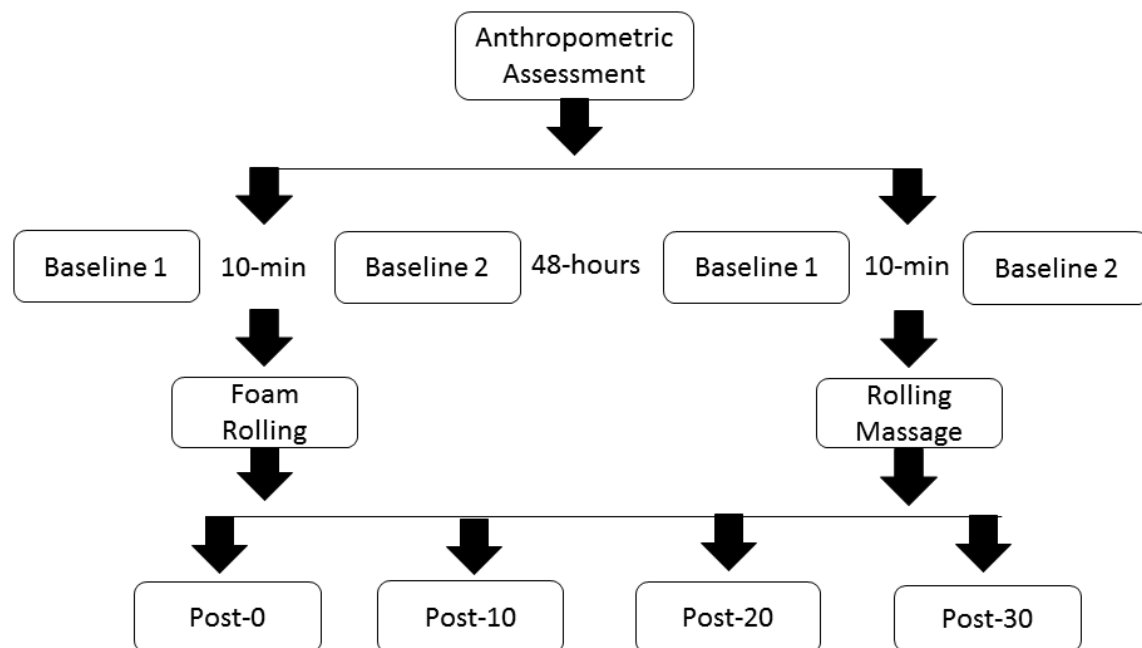 Anthropometric
Assessment
Baseline 1
10-min
Baseline 2
48-hours
Baseline 1
10-min
Baseline 2
Foam
Rolling
Rolling
Massage
Post-0
Post-10
Post-20
Post-30